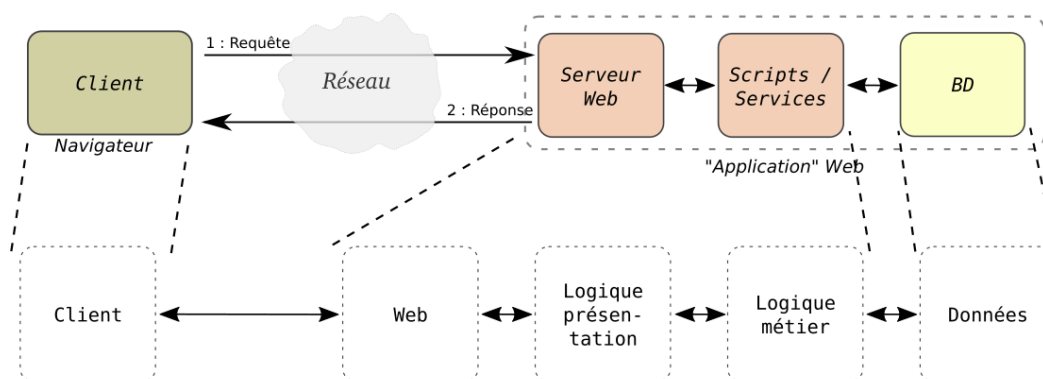 1 : Requête
Client
Réseau
Serveur
Web
Scripts /
Services
BD
2 : Réponse
Navigateur
"Application" Web
Client
Web
Logique
présen-
tation
Logique
métier
Données